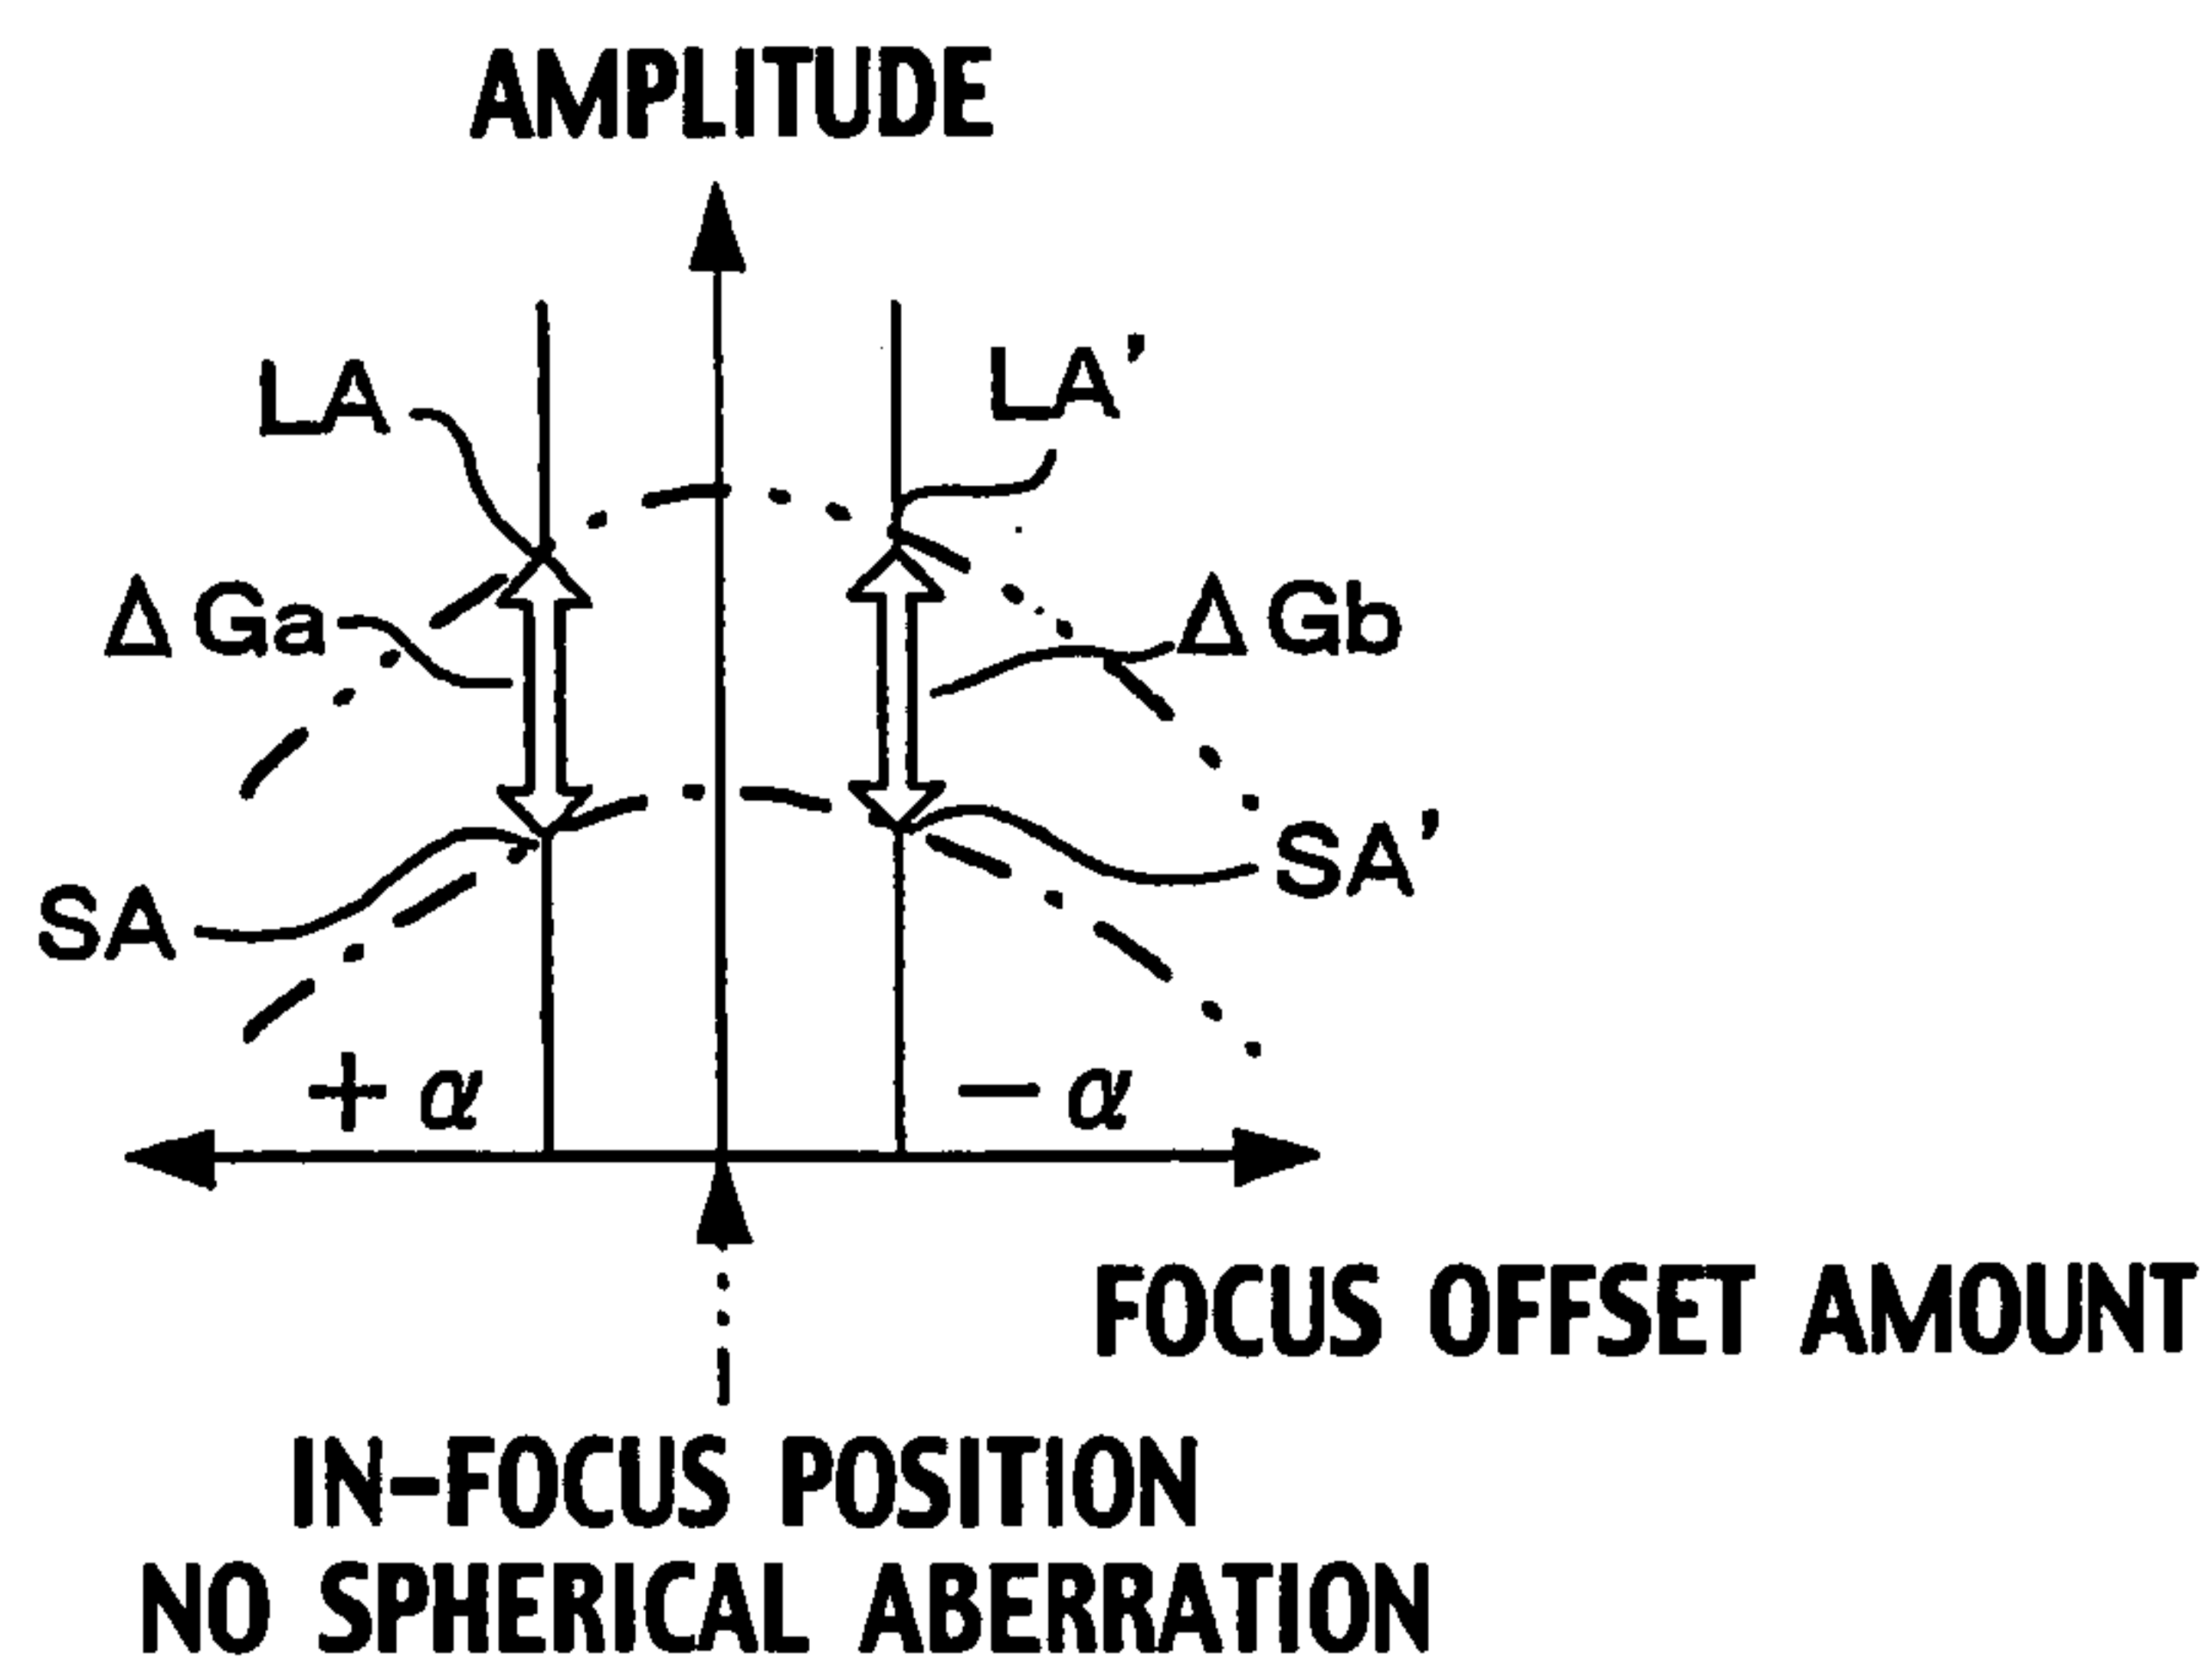 AMPLITUDE
LA
LA'
ΔGa
ΔGb
SA
SA'
+α
−α
FOCUS OFFSET AMOUNT
IN-FOCUS POSITION
NO SPHERICAL ABERRATION